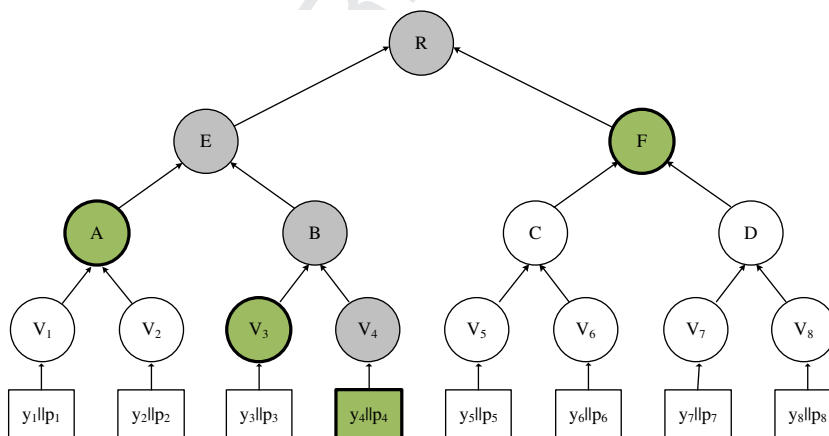 R
E F
A B C D
V₁ V₂ V₃ V₄ V₅ V₆ V₇ V₈
y₁||p₁ y₂||p₂ y₃||p₃ y₄||p₄ y₅||p₅ y₆||p₆ y₇||p₇ y₈||p₈